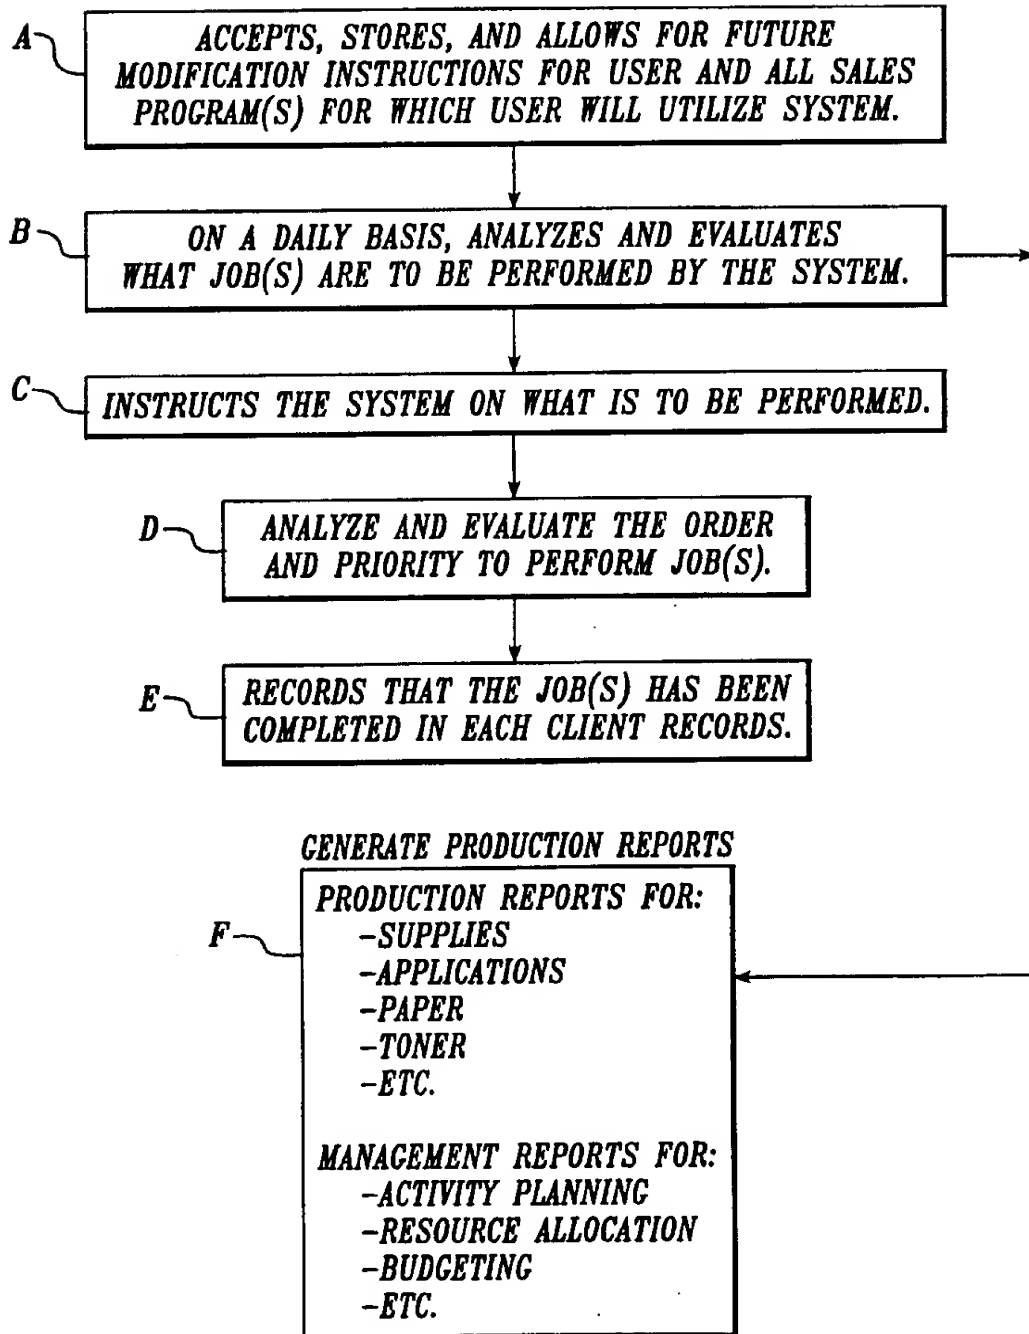 A
ACCEPTS, STORES, AND ALLOWS FOR FUTURE
MODIFICATION INSTRUCTIONS FOR USER AND ALL SALES
PROGRAM(S) FOR WHICH USER WILL UTILIZE SYSTEM.
B
ON A DAILY BASIS, ANALYZES AND EVALUATES
WHAT JOB(S) ARE TO BE PERFORMED BY THE SYSTEM.
C
INSTRUCTS THE SYSTEM ON WHAT IS TO BE PERFORMED.
D
ANALYZE AND EVALUATE THE ORDER
AND PRIORITY TO PERFORM JOB(S).
E
RECORDS THAT THE JOB(S) HAS BEEN
COMPLETED IN EACH CLIENT RECORDS.
GENERATE PRODUCTION REPORTS
F
PRODUCTION REPORTS FOR:
-SUPPLIES
-APPLICATIONS
-PAPER
-TONER
-ETC.
MANAGEMENT REPORTS FOR:
-ACTIVITY PLANNING
-RESOURCE ALLOCATION
-BUDGETING
-ETC.